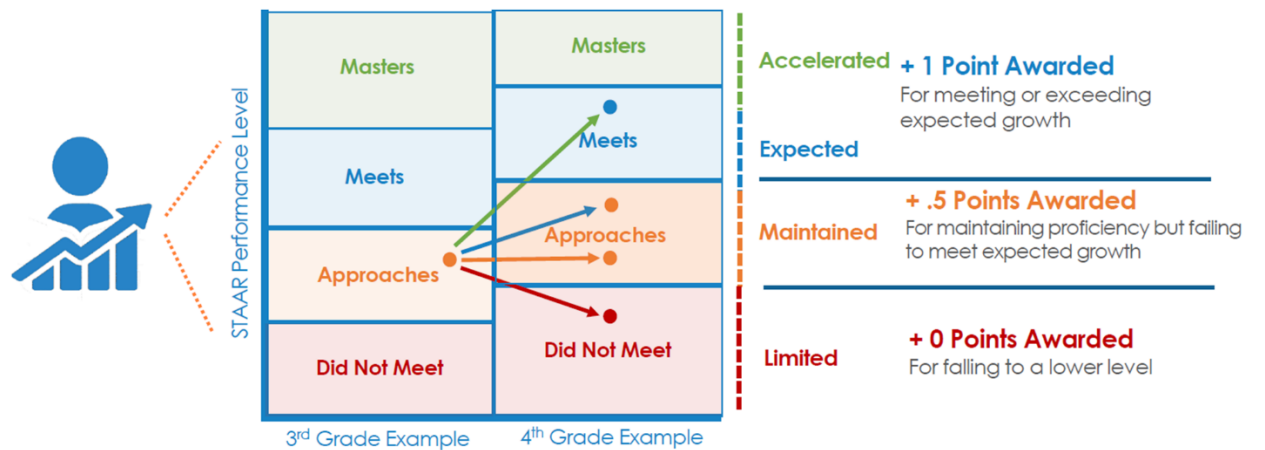 STAAR Performance Level
Masters
Meets
Approaches
Did Not Meet
3rd Grade Example
Masters
Meets
Approaches
Did Not Meet
4th Grade Example
Accelerated
Expected
+ 1 Point Awarded
For meeting or exceeding
expected growth
Maintained
+ .5 Points Awarded
For maintaining proficiency but failing
to meet expected growth
Limited
+ 0 Points Awarded
For falling to a lower level